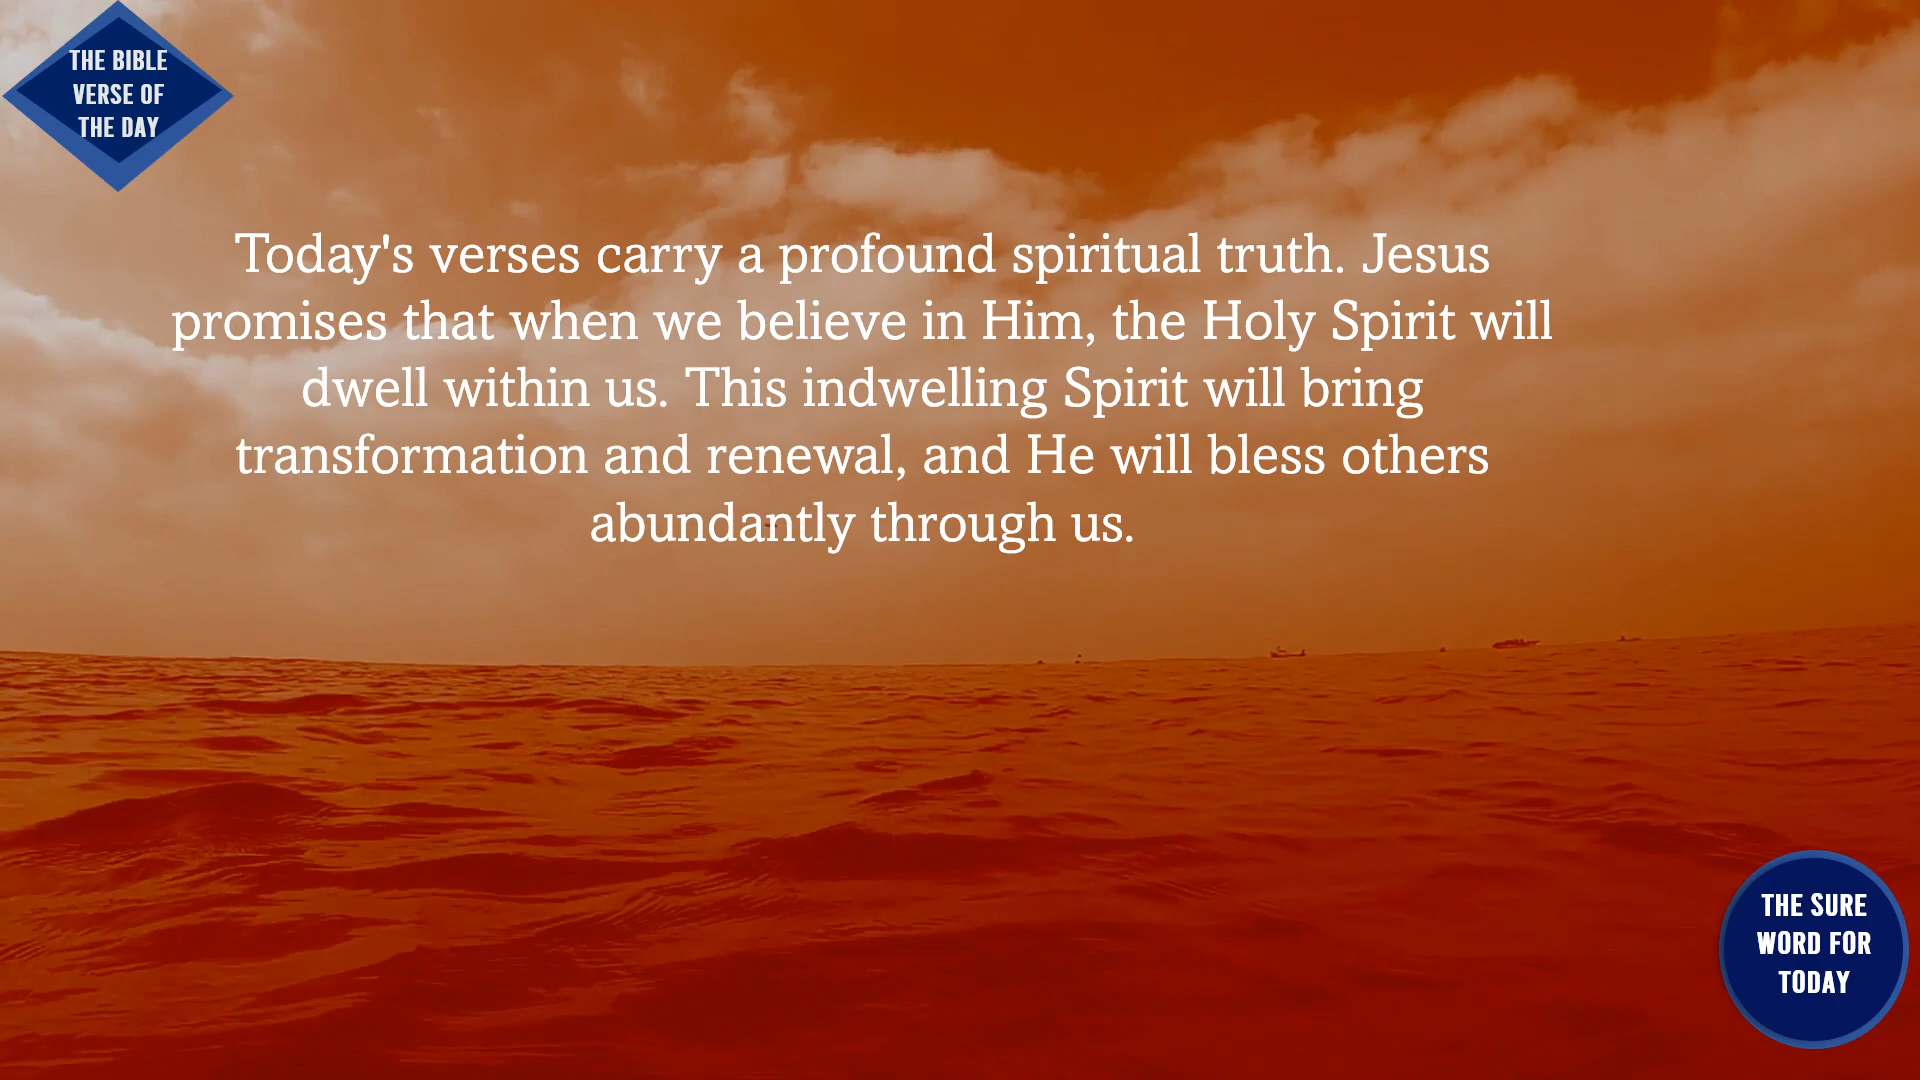 THE BIBLE
VERSE OF
THE DAY
Today's verses carry a profound spiritual truth. Jesus
promises that when we believe in Him, the Holy Spirit will
dwell within us. This indwelling Spirit will bring
transformation and renewal, and He will bless others
abundantly through us.
THE SURE
WORD FOR
TODAY